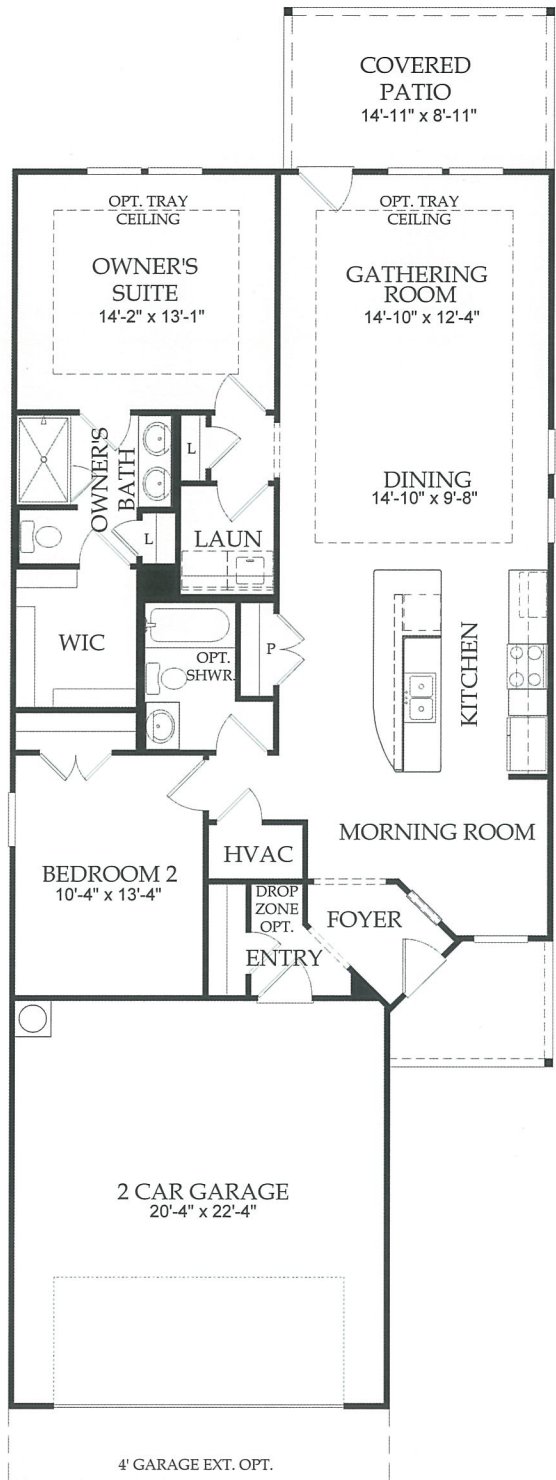 COVERED
PATIO
14'-11" x 8'-11"
OPT. TRAY
CEILING
OWNER'S
SUITE
14'-2" x 13'-1"
OPT. TRAY
CEILING
GATHERING
ROOM
14'-10" x 12'-4"
OWNER'S
BATH
L
L
LAUN
DINING
14'-10" x 9'-8"
WIC
OPT.
SHWR.
P
KITCHEN
MORNING ROOM
HVAC
BEDROOM 2
10'-4" x 13'-4"
DROP
ZONE
OPT.
FOYER
ENTRY
2 CAR GARAGE
20'-4" x 22'-4"
4' GARAGE EXT. OPT.